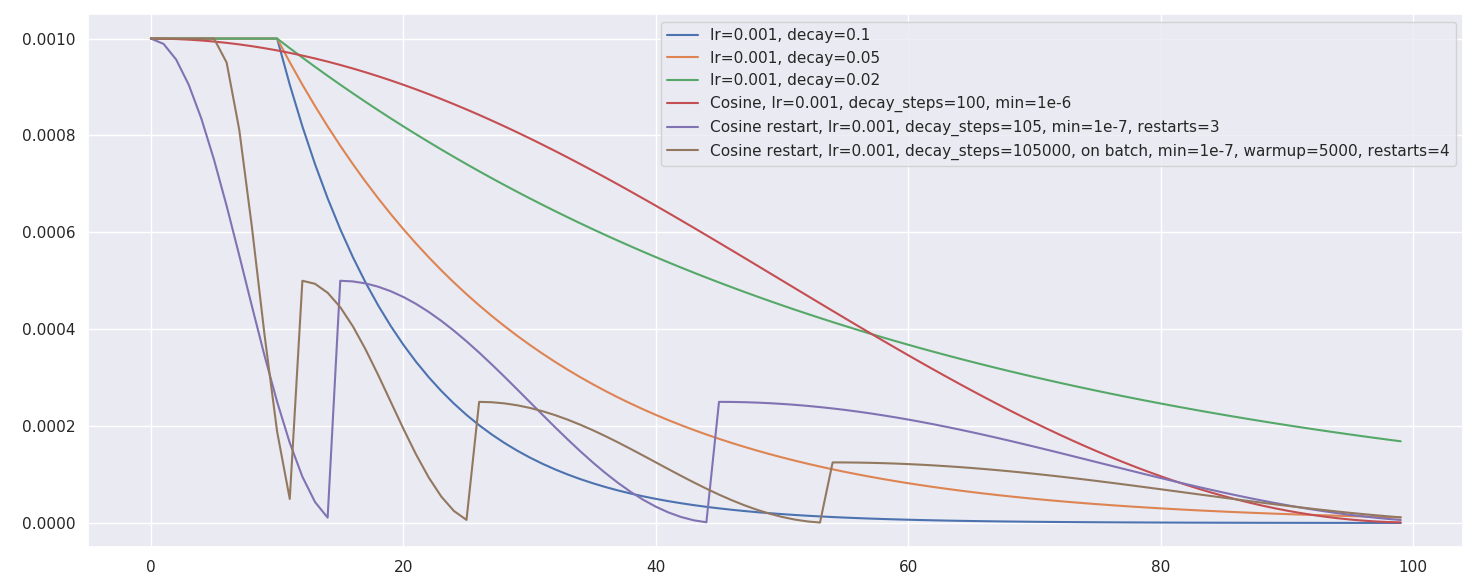 0.0010
0.0008
0.0006
0.0004
0.0002
0.0000
0 20 40 60 80 100
lr=0.001, decay=0.1
lr=0.001, decay=0.05
lr=0.001, decay=0.02
Cosine, lr=0.001, decay_steps=100, min=1e-6
Cosine restart, lr=0.001, decay_steps=105, min=1e-7, restarts=3
Cosine restart, lr=0.001, decay_steps=105000, on batch, min=1e-7, warmup=5000, restarts=4